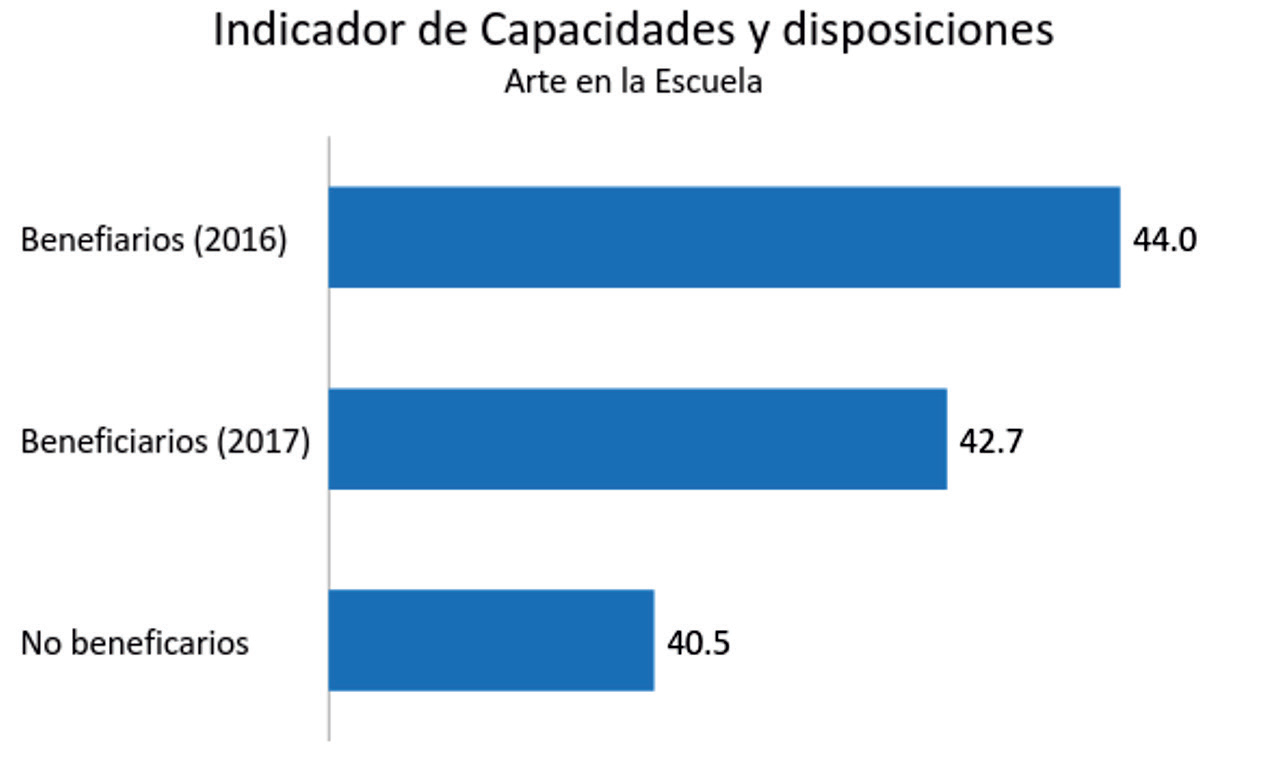 Indicador de Capacidades y disposiciones
Arte en la Escuela
Benefiarios (2016)
44.0
Beneficiarios (2017)
42.7
No beneficarios
40.5